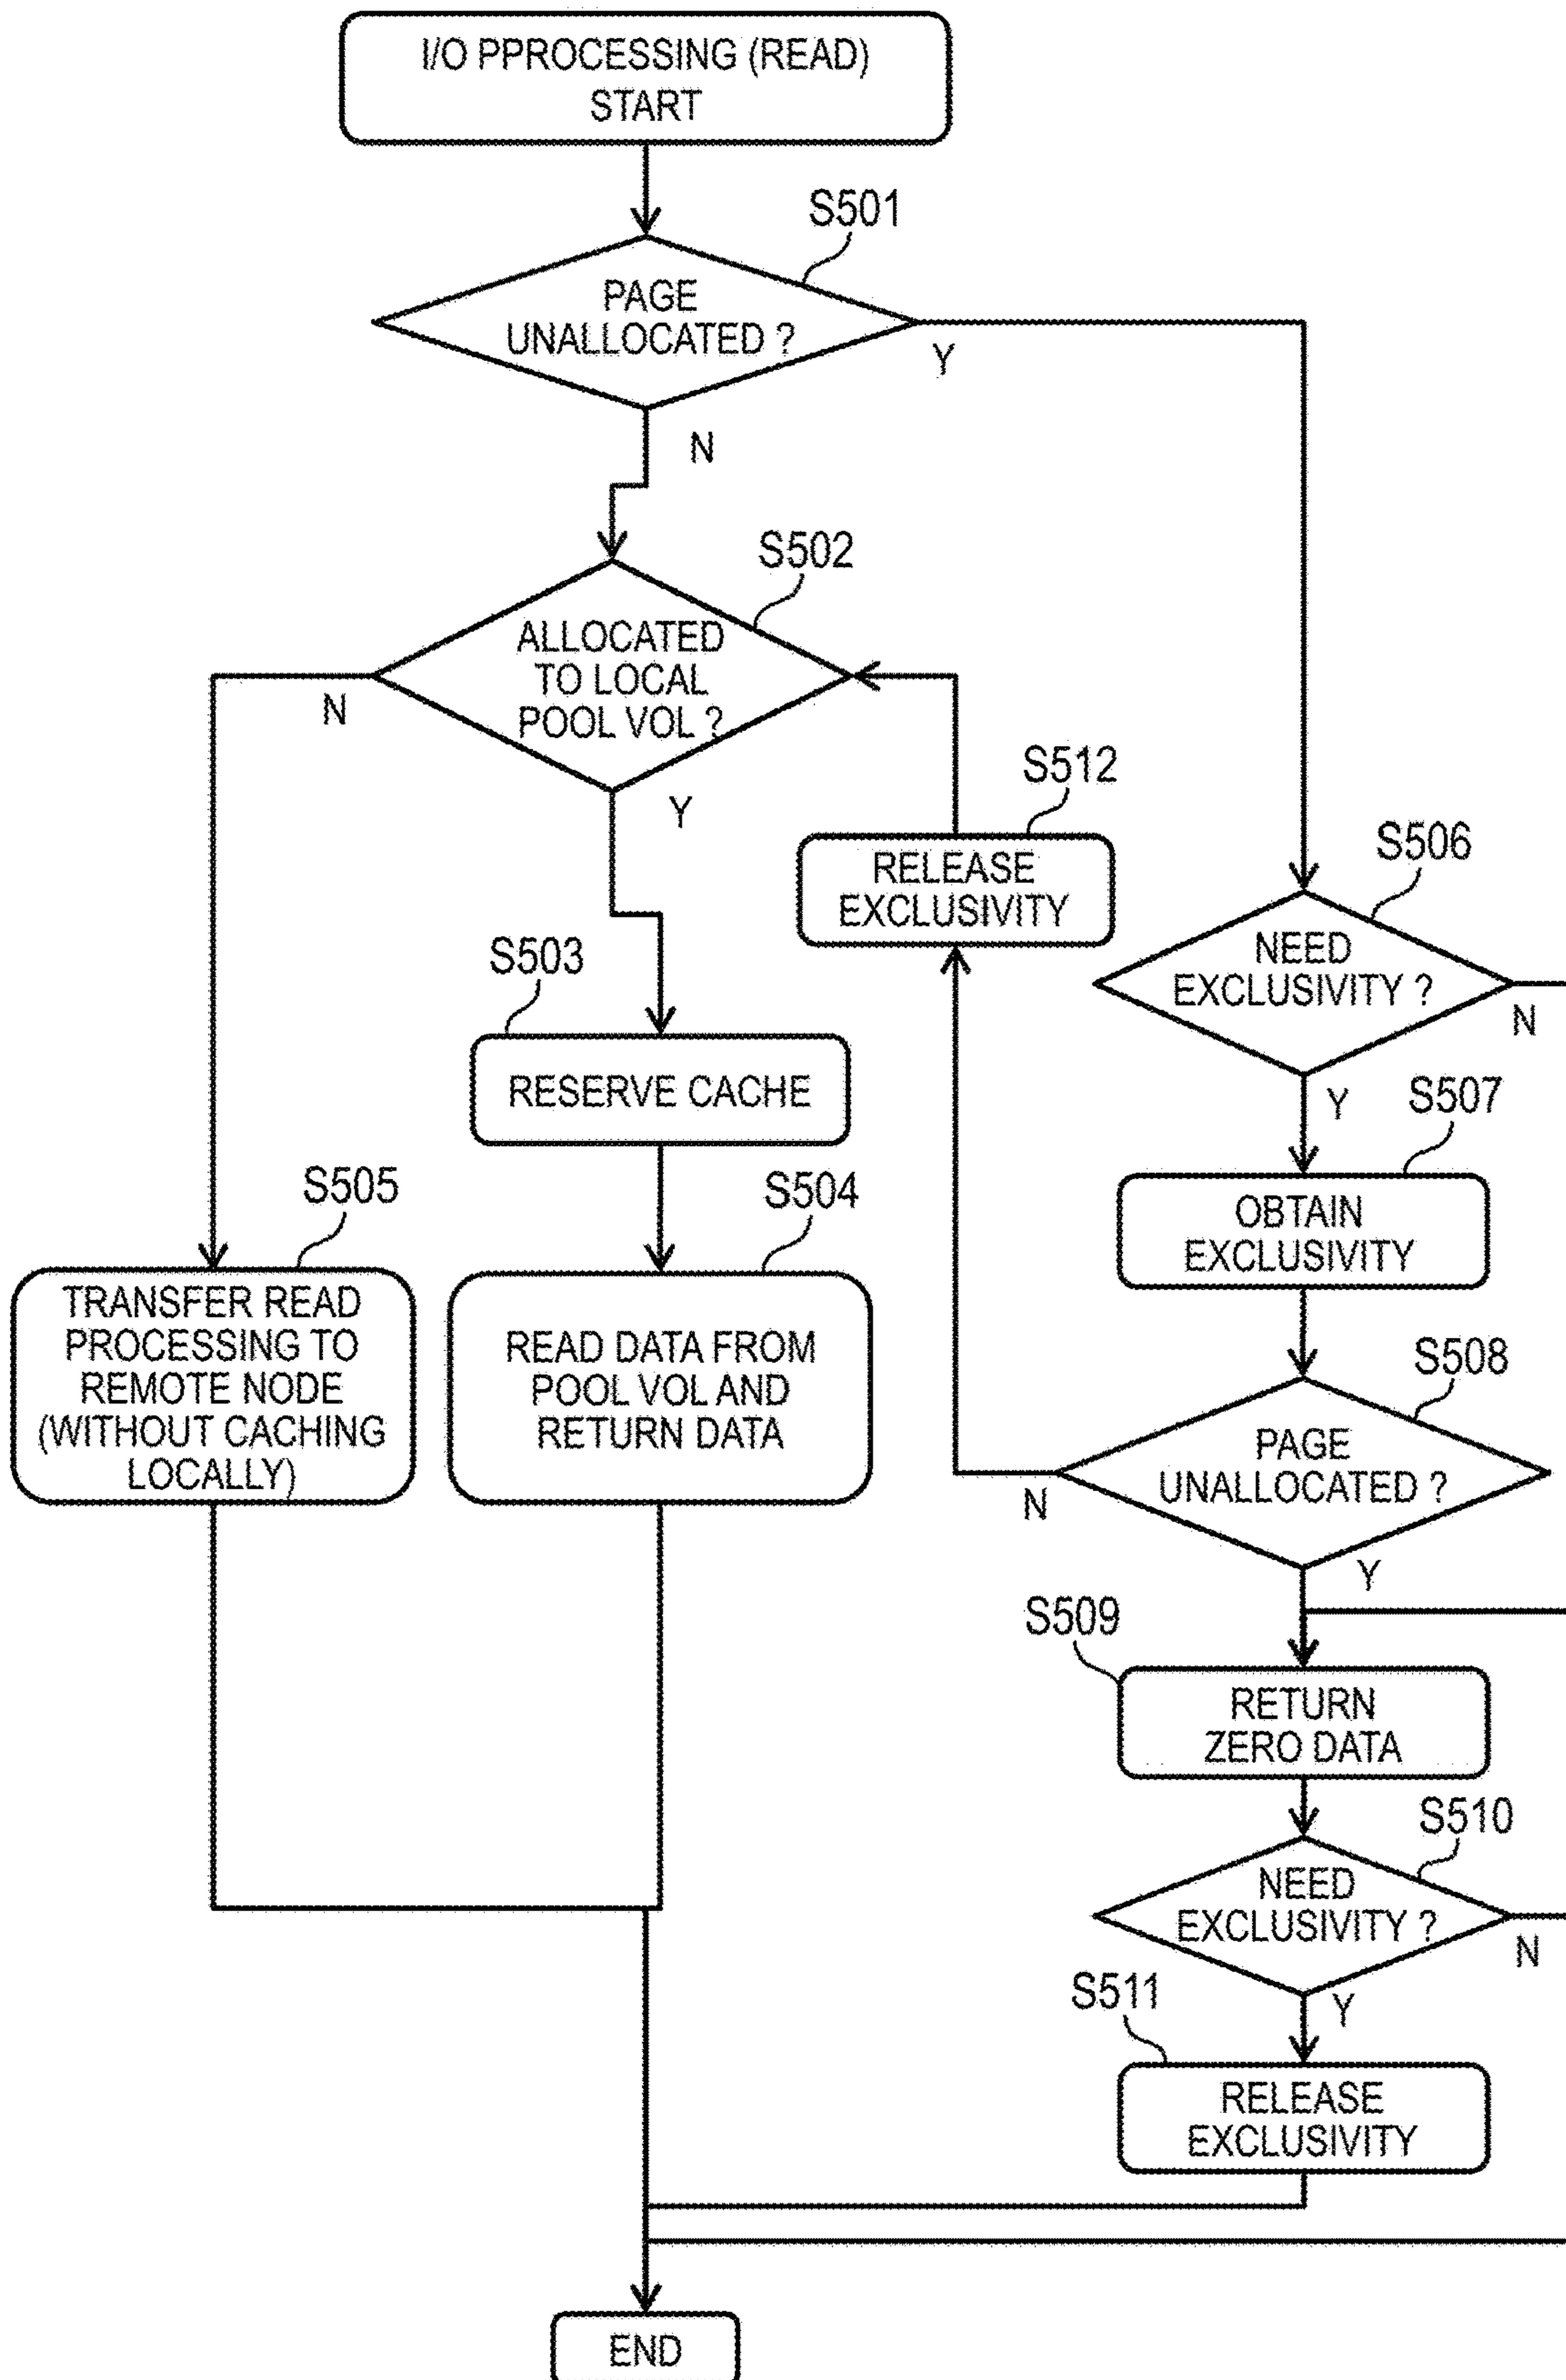 I/O PPROCESSING (READ)
START
S501
PAGE
UNALLOCATED ?
Y
N
S502
ALLOCATED
TO LOCAL
POOL VOL ?
N
Y
S512
RELEASE
EXCLUSIVITY
S506
NEED
EXCLUSIVITY ?
N
Y
S503
RESERVE CACHE
S507
OBTAIN
EXCLUSIVITY
S505
TRANSFER READ
PROCESSING TO
REMOTE NODE
(WITHOUT CACHING
LOCALLY)
S504
READ DATA FROM
POOL VOL AND
RETURN DATA
S508
PAGE
UNALLOCATED ?
N
Y
S509
RETURN
ZERO DATA
S510
NEED
EXCLUSIVITY ?
N
Y
S511
RELEASE
EXCLUSIVITY
END